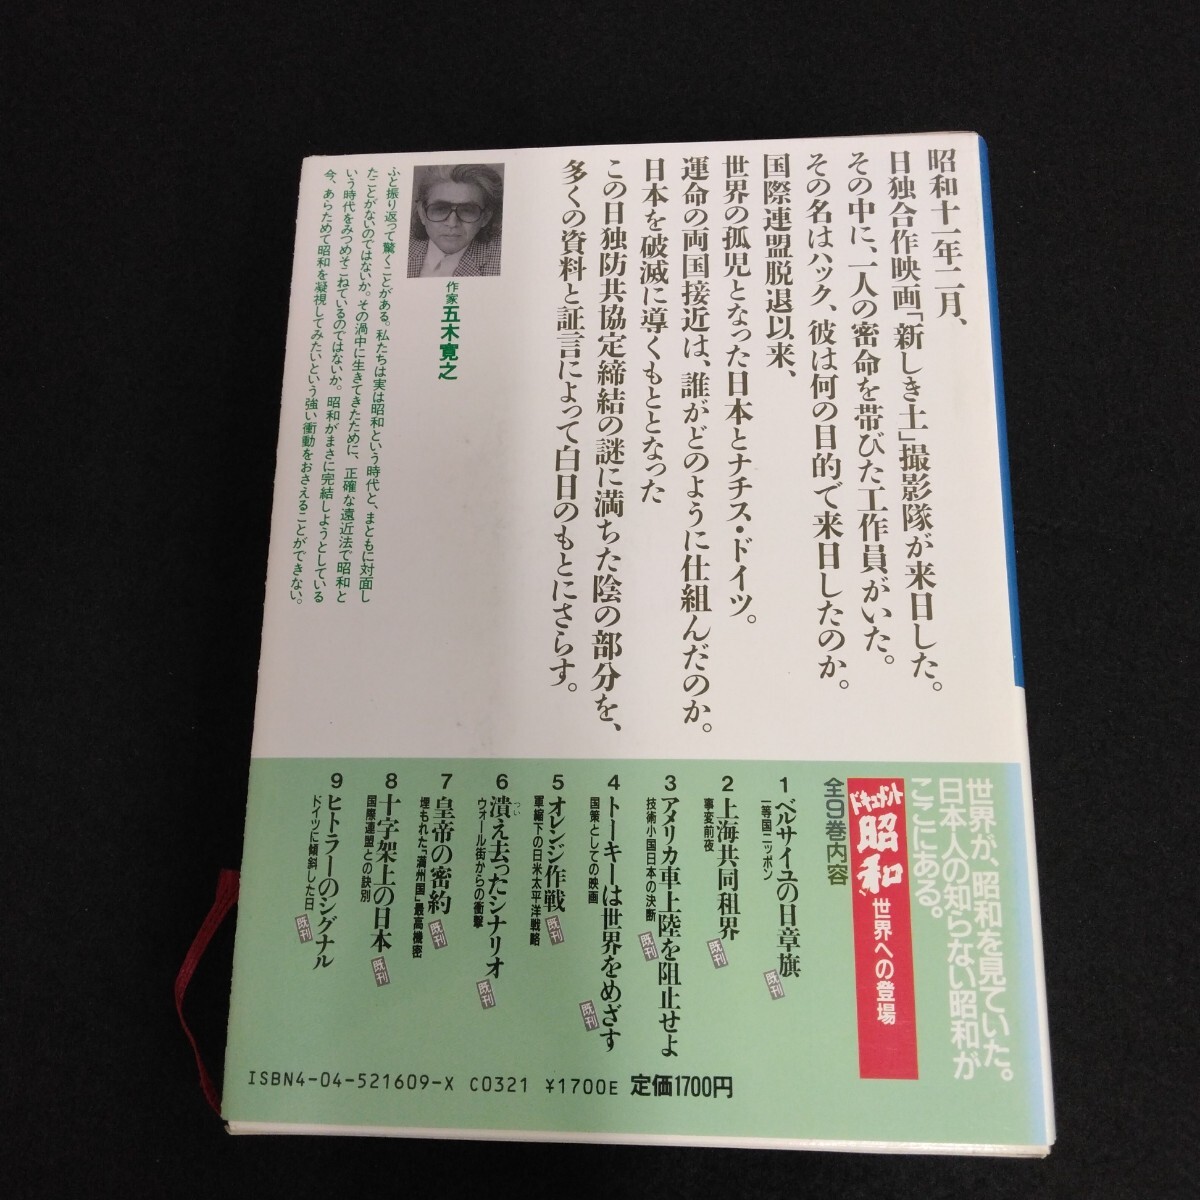 昭和十一年二月、
日独合作映画「新しき土」撮影隊が来日した。
その中に、一人の密命を帯びた工作員がいた。
その名はハック、彼は何の目的で来日したのか。
国際連盟脱退以来、
世界の孤児となった日本とナチス・ドイツ。
運命の両国接近は、誰がどのように仕組んだのか。
日本を破滅に導くもととなった
この日独防共協定締結の謎に満ちた陰の部分を、
多くの資料と証言によって白日のもとにさらす。
作家 五木寛之
ふと振り返って驚くことがある。私たちは実は昭和という時代と、まともに対面し
たことがないのではないか。その渦中に生きてきたために、正確な遠近法で昭和と
いう時代をみつめそこねているのではないか。昭和がまさに完結しようとしている
今、あらためて昭和を凝視してみたいという強い衝動をおさえることができない。
世界が、昭和を見ていた。
日本人の知らない昭和が
ここにある。
ドキュメント昭和 世界への登場
全9巻内容
1 ベルサイユの日章旗 既刊
一等国ニッポン
2 上海共同租界 既刊
事変前夜
3 アメリカ車上陸を阻止せよ
技術小国日本の決断 既刊
4 トーキーは世界をめざす
国策としての映画 既刊
5 オレンジ作戦 既刊
軍縮下の日米太平洋戦略
6 潰え去ったシナリオ 既刊
つい
ウォール街からの衝撃
7 皇帝の密約 既刊
埋もれた「満州国」最高機密
8 十字架上の日本 既刊
国際連盟との訣別
9 ヒトラーのシグナル
ドイツに傾斜した日 既刊
ISBN4-04-521609-X C0321 ¥1700E 定価1700円